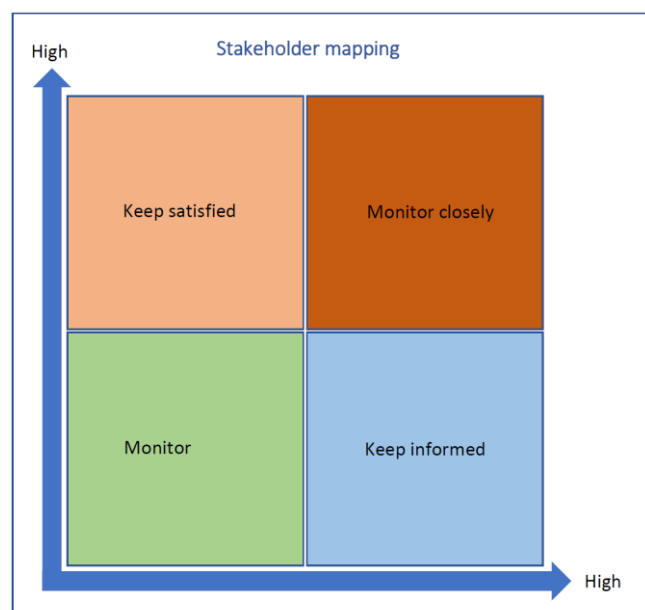 Stakeholder mapping
High
Keep satisfied
Monitor closely
Monitor
Keep informed
High